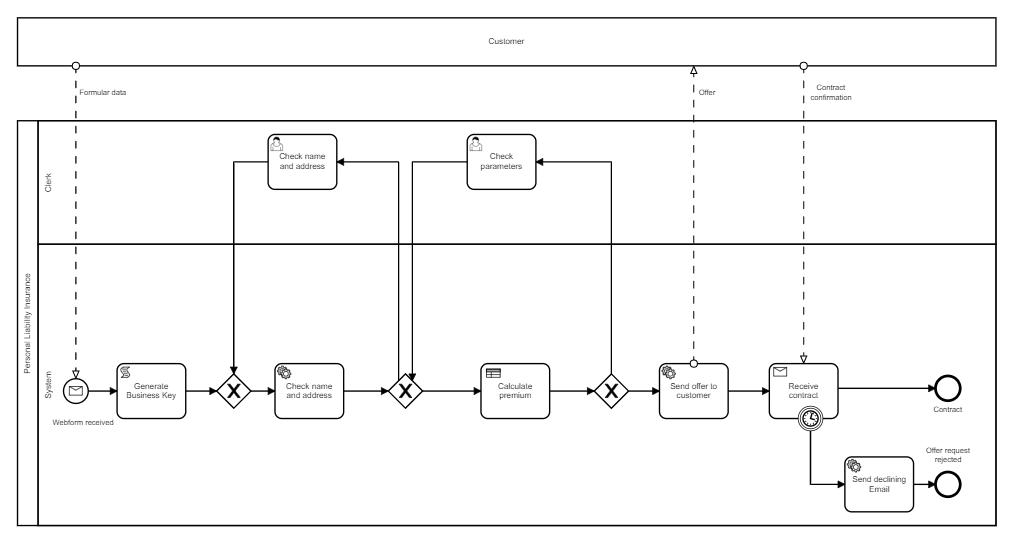 Customer
Formular data
Offer
Contract
confirmation
Personal Liability Insurance
Clerk
Check name
and address
Check
parameters
System
Webform received
Generate
Business Key
X
Check name
and address
X
Calculate
premium
X
Send offer to
customer
Receive
contract
Contract
Send declining
Email
Offer request
rejected